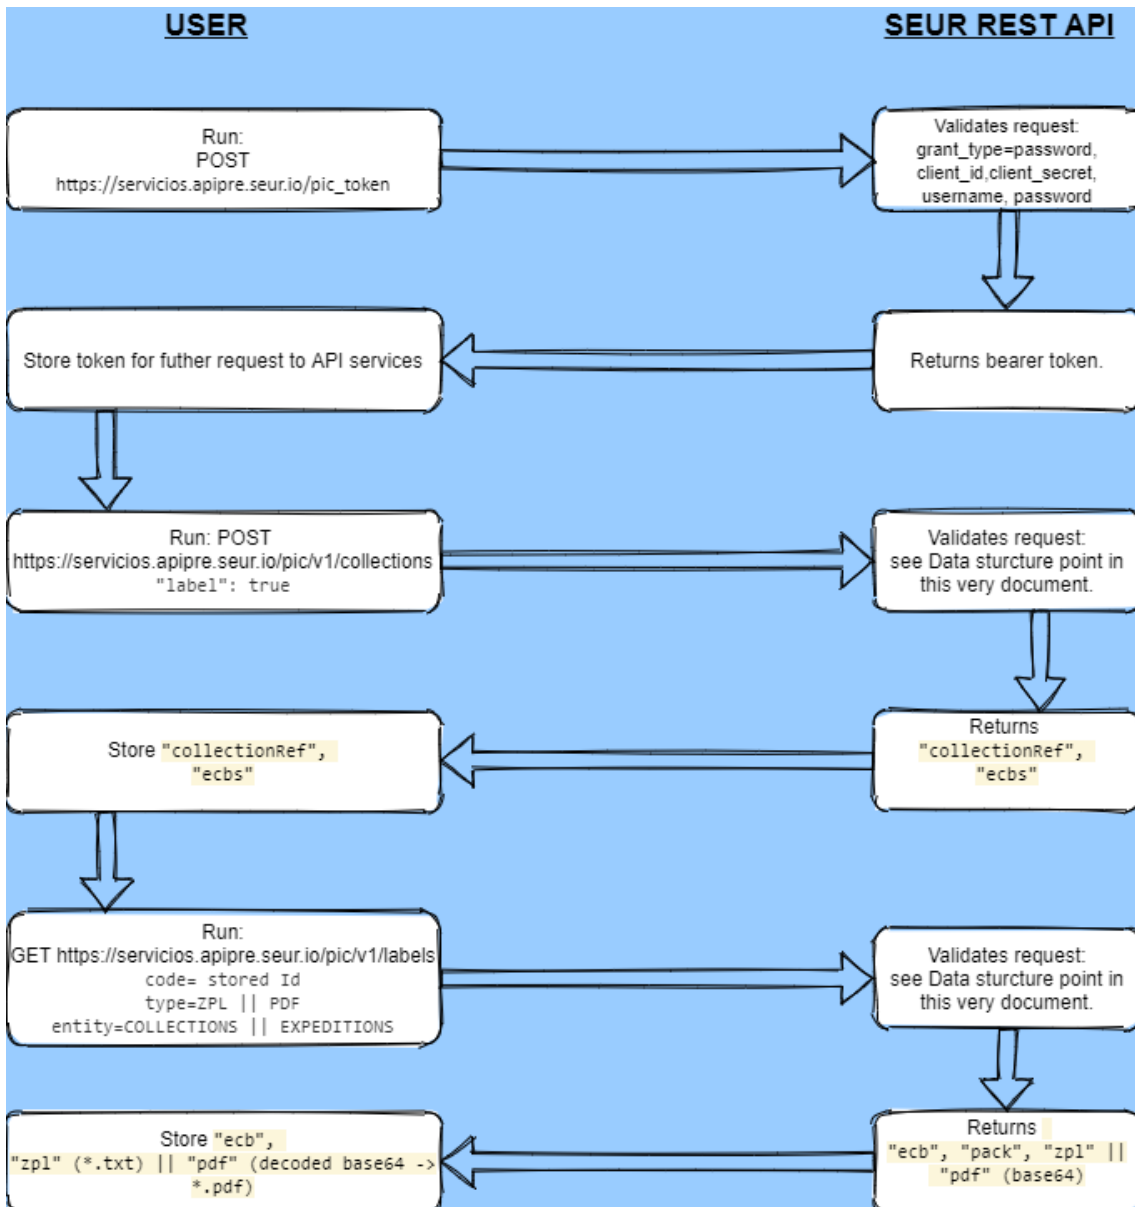 USER
SEUR REST API
Run:
POST
https://servicios.apipre.seur.io/pic_token
Validates request:
grant_type=password,
client_id,client_secret,
username, password
Store token for futher request to API services
Returns bearer token.
Run: POST
https://servicios.apipre.seur.io/pic/v1/collections
"label": true
Validates request:
see Data sturcture point in
this very document.
Store "collectionRef",
"ecbs"
Returns
"collectionRef",
"ecbs"
Run:
GET https://servicios.apipre.seur.io/pic/v1/labels
code= stored Id
type=ZPL || PDF
entity=COLLECTIONS || EXPEDITIONS
Validates request:
see Data sturcture point in
this very document.
Store "ecb",
"zpl" (*.txt) || "pdf" (decoded base64 ->
*.pdf)
Returns
"ecb", "pack", "zpl" ||
"pdf" (base64)